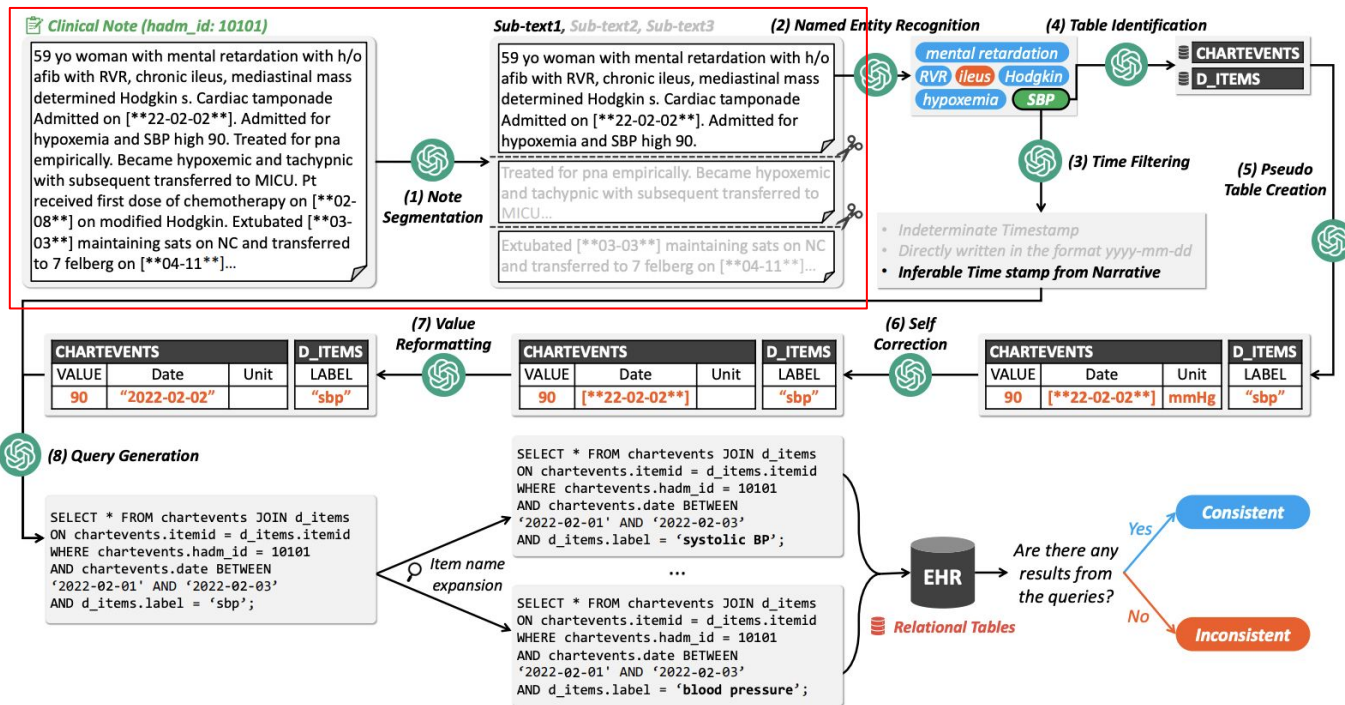 Clinical Note (hadm_id: 10101)
59 yo woman with mental retardation with h/o
afib with RVR, chronic ileus, mediastinal mass
determined Hodgkin s. Cardiac tamponade
Admitted on [**22-02-02**]. Admitted for
hypoxemia and SBP high 90. Treated for pna
empirically. Became hypoxemic and tachypnic
with subsequent transferred to MICU. Pt
received first dose of chemotherapy on [**02-
08**] on modified Hodgkin. Extubated [**03-
03**] maintaining sats on NC and transferred
to 7 felberg on [**04-11**]...
(1) Note
Segmentation
Sub-text1, Sub-text2, Sub-text3
59 yo woman with mental retardation with h/o
afib with RVR, chronic ileus, mediastinal mass
determined Hodgkin s. Cardiac tamponade
Admitted on [**22-02-02**]. Admitted for
hypoxemia and SBP high 90.
Treated for pna empirically. Became hypoxemic
and tachypnic with subsequent transferred to
MICU...
Extubated [**03-03**] maintaining sats on NC
and transferred to 7 felberg on [**04-11**]...
(2) Named Entity Recognition
mental retardation
RVR ileus Hodgkin
hypoxemia SBP
(4) Table Identification
CHARTEVENTS
D_ITEMS
(3) Time Filtering
• Indeterminate Timestamp
• Directly written in the format yyyy-mm-dd
• Inferable Time stamp from Narrative
(5) Pseudo
Table Creation
CHARTEVENTS D_ITEMS
VALUE Date Unit LABEL
90 "2022-02-02" "sbp"
(7) Value
Reformatting
CHARTEVENTS D_ITEMS
VALUE Date Unit LABEL
90 [**22-02-02**] "sbp"
(6) Self
Correction
CHARTEVENTS D_ITEMS
VALUE Date Unit LABEL
90 [**22-02-02**] mmHg "sbp"
(8) Query Generation
SELECT * FROM chartevents JOIN d_items
ON chartevents.itemid = d_items.itemid
WHERE chartevents.hadm_id = 10101
AND chartevents.date BETWEEN
‘2022-02-01' AND ‘2022-02-03’
AND d_items.label = ‘sbp’;
Item name
expansion
SELECT * FROM chartevents JOIN d_items
ON chartevents.itemid = d_items.itemid
WHERE chartevents.hadm_id = 10101
AND chartevents.date BETWEEN
‘2022-02-01' AND ‘2022-02-03’
AND d_items.label = ‘systolic BP’;
...
SELECT * FROM chartevents JOIN d_items
ON chartevents.itemid = d_items.itemid
WHERE chartevents.hadm_id = 10101
AND chartevents.date BETWEEN
‘2022-02-01' AND ‘2022-02-03’
AND d_items.label = ‘blood pressure’;
EHR
Relational Tables
Are there any
results from
the queries?
Yes
Consistent
No
Inconsistent